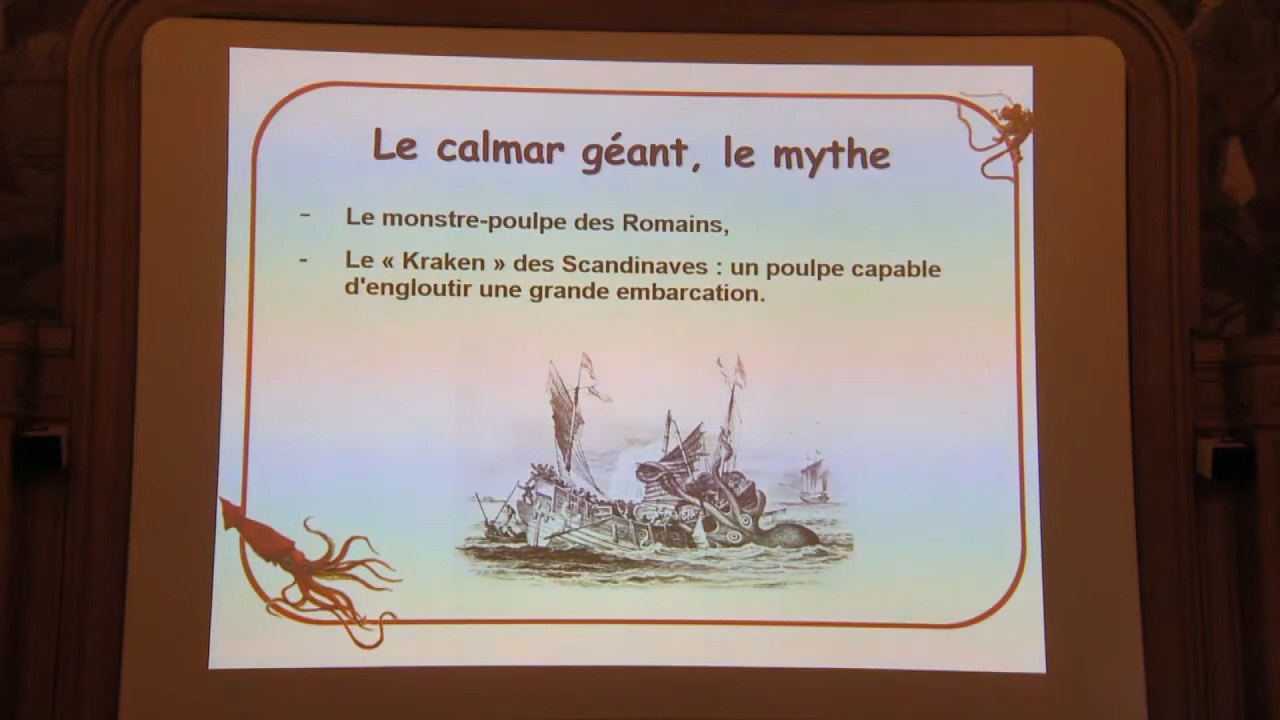 Le calmar géant, le mythe
- Le monstre-poulpe des Romains,
- Le « Kraken » des Scandinaves : un poulpe capable
d'engloutir une grande embarcation.